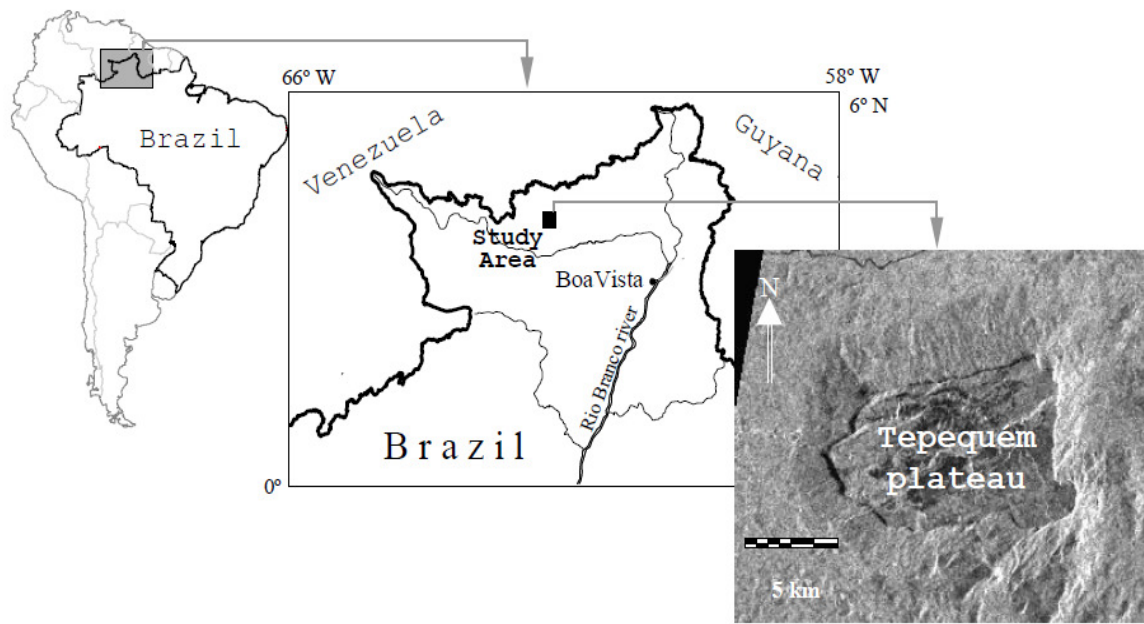 66° W
58° W
6° N
Brazil
Venezuela
Guyana
Study
Area
BoaVista
Rio Branco river
Brazil
0°
N
Tepequém
plateau
5 km